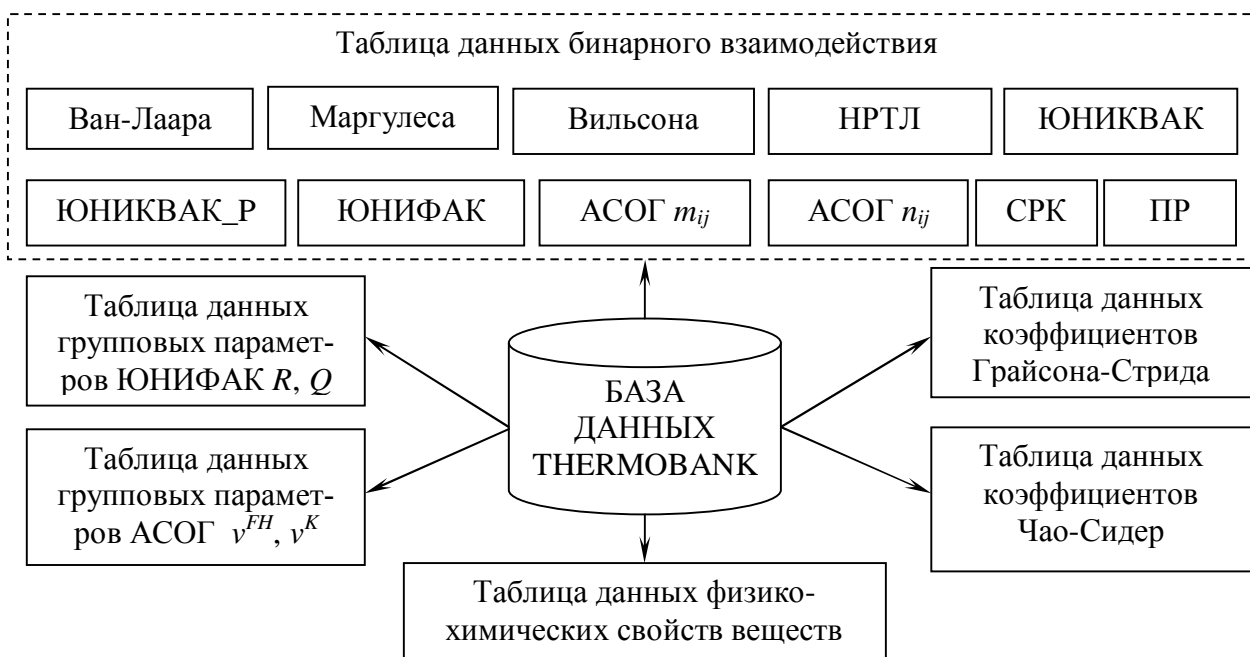 Таблица данных бинарного взаимодействия
Ван-Лаара
Маргулеса
Вильсона
НРТЛ
ЮНИКВАК
ЮНИКВАК_Р
ЮНИФАК
АСОГ mij
АСОГ nij
СРК
ПР
Таблица данных
групповых парамет-
ров ЮНИФАК R, Q
Таблица данных
групповых парамет-
ров АСОГ vFH, vK
БАЗА
ДАННЫХ
THERMOBANK
Таблица данных
коэффициентов
Грайсона-Стрида
Таблица данных
коэффициентов
Чао-Сидер
Таблица данных физико-
химических свойств веществ